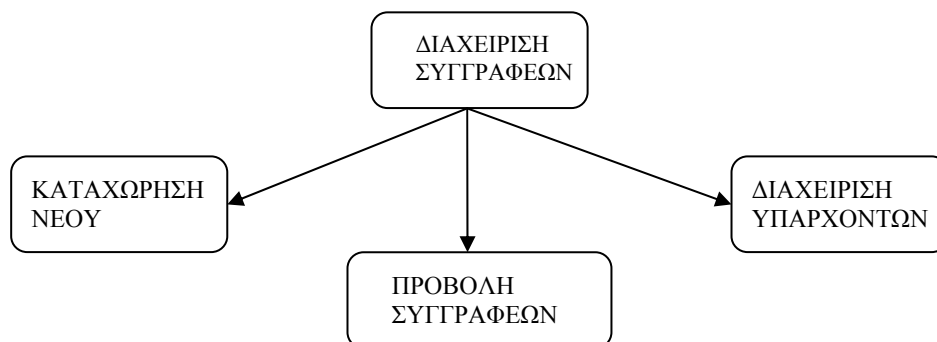 ΔΙΑΧΕΙΡΙΣΗ
ΣΥΓΓΡΑΦΕΩΝ
ΚΑΤΑΧΩΡΗΣΗ
ΝΕΟΥ
ΔΙΑΧΕΙΡΙΣΗ
ΥΠΑΡΧΟΝΤΩΝ
ΠΡΟΒΟΛΗ
ΣΥΓΓΡΑΦΕΩΝ